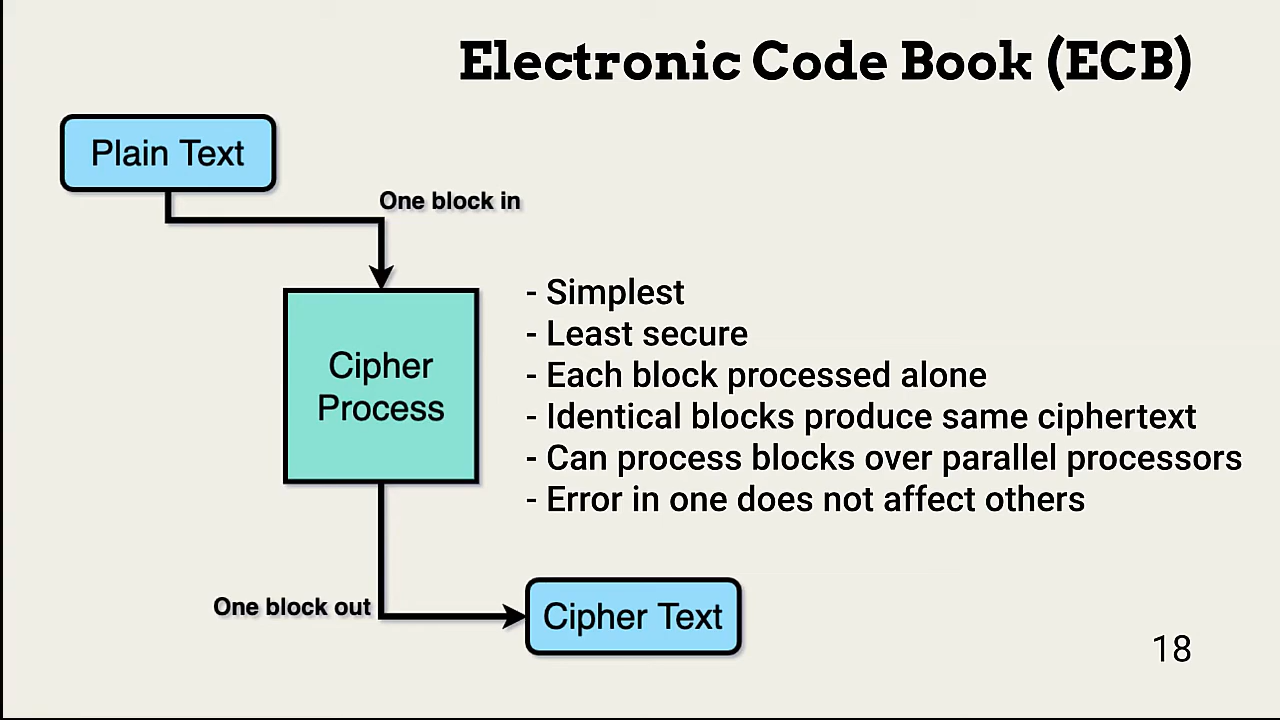 Electronic Code Book (ECB)
Plain Text
One block in
Cipher
Process
- Simplest
- Least secure
- Each block processed alone
- Identical blocks produce same ciphertext
- Can process blocks over parallel processors
- Error in one does not affect others
One block out
Cipher Text
18